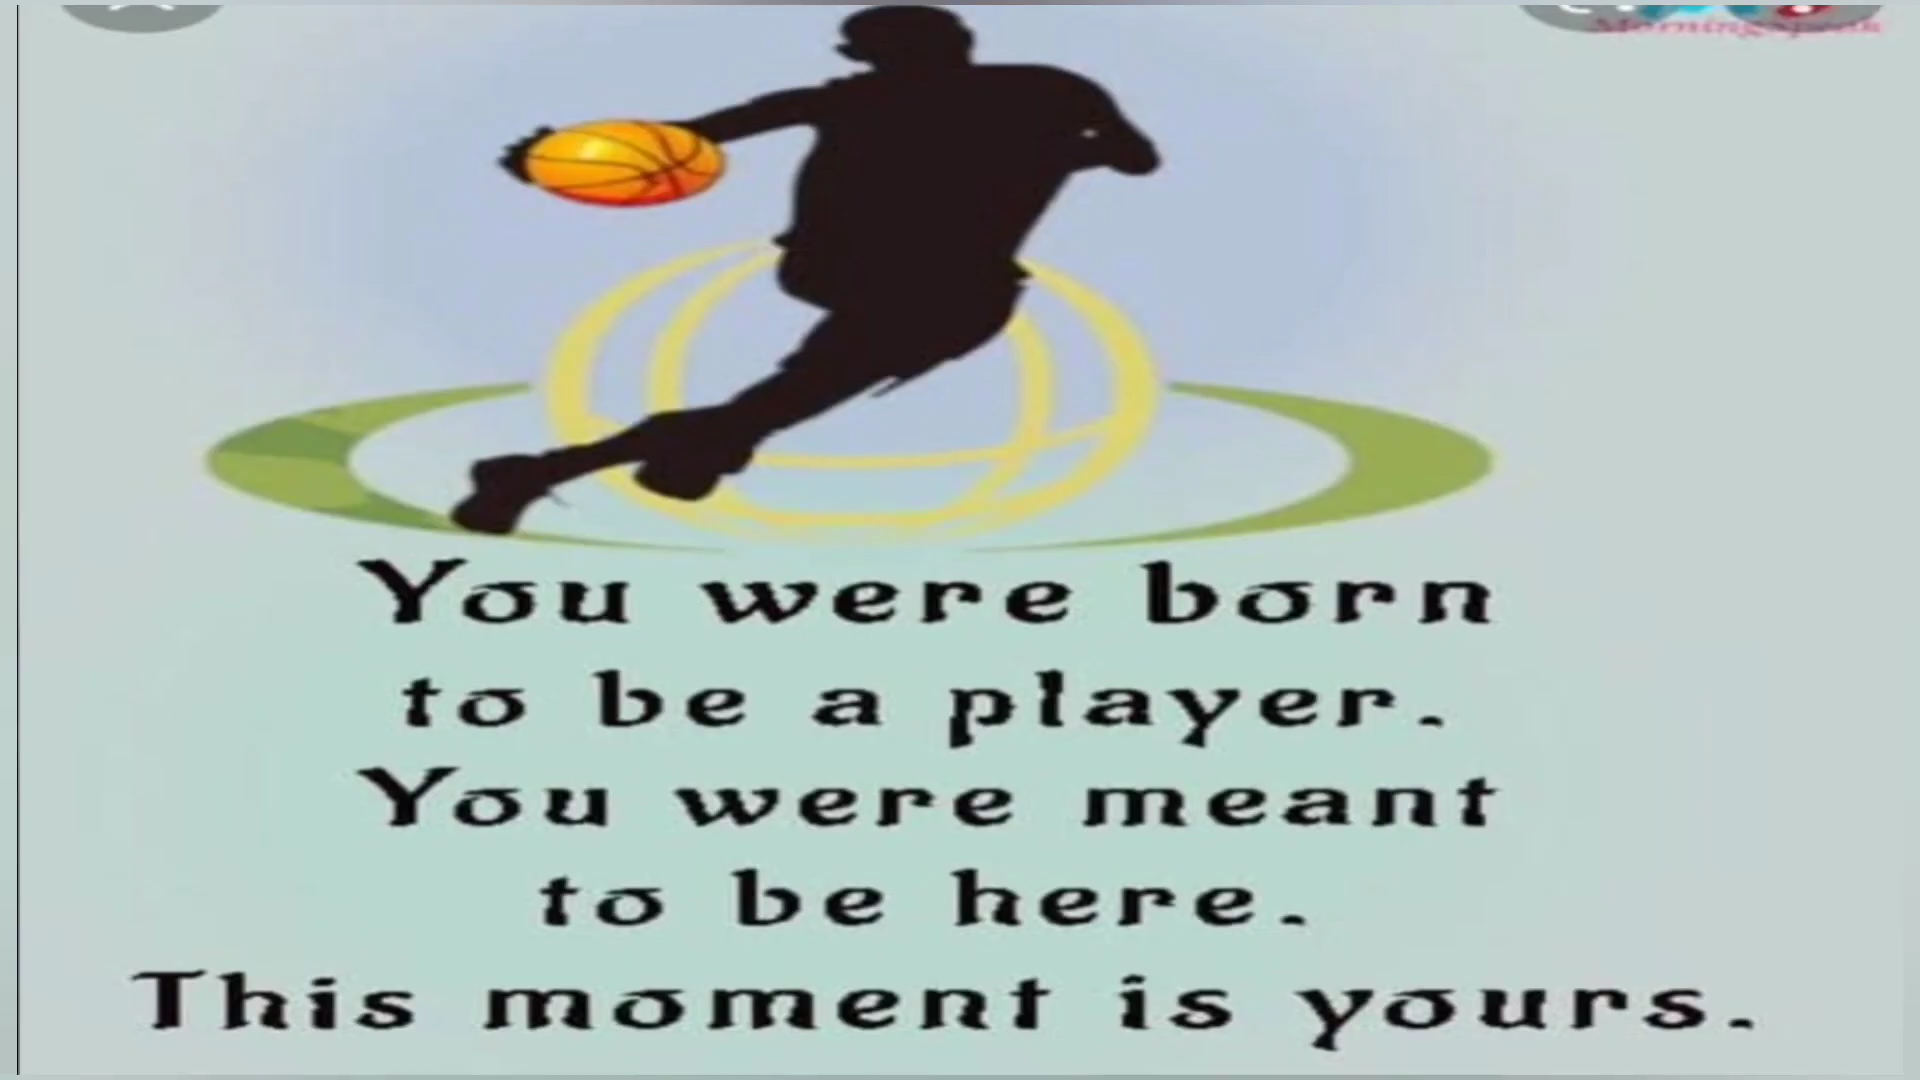 You were born
to be a player.
You were meant
to be here.
This moment is yours.